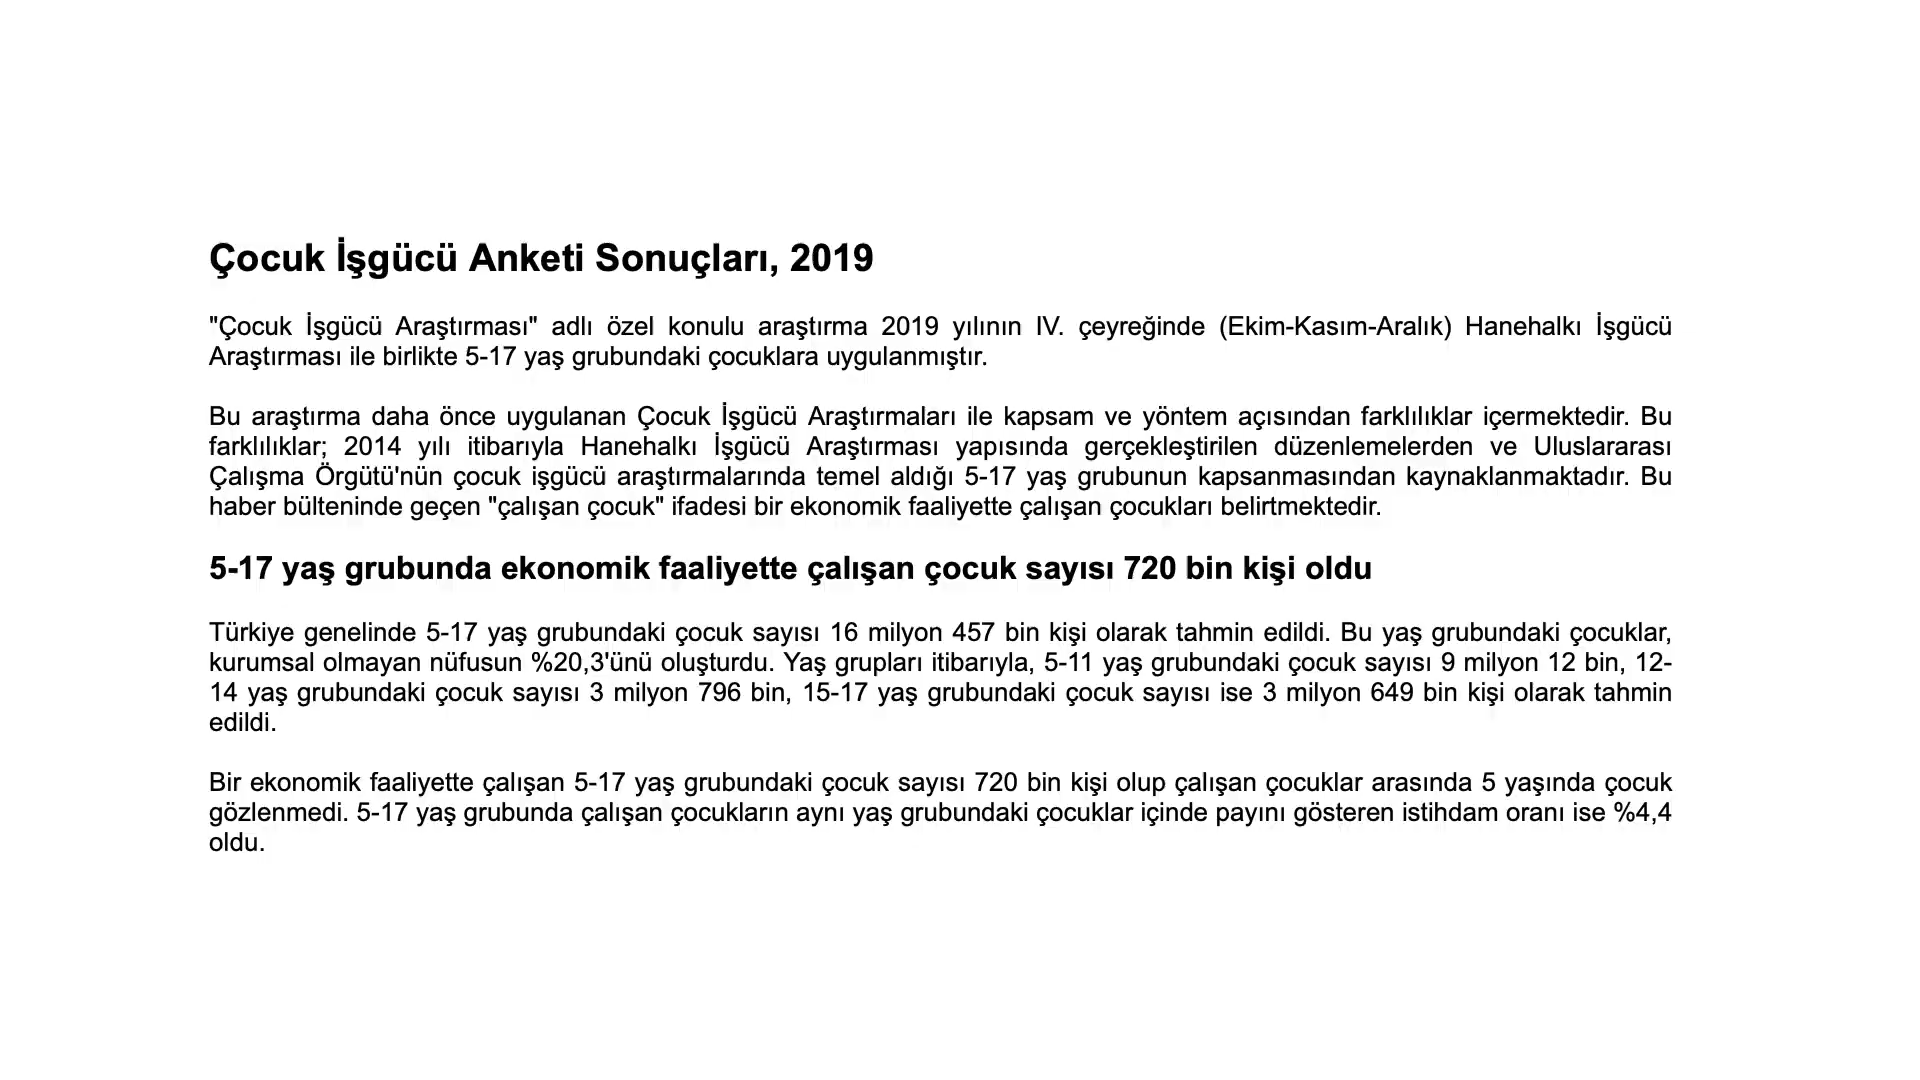 Çocuk İşgücü Anketi Sonuçları, 2019
"Çocuk İşgücü Araştırması" adlı özel konulu araştırma 2019 yılının IV. çeyreğinde (Ekim-Kasım-Aralık) Hanehalkı İşgücü
Araştırması ile birlikte 5-17 yaş grubundaki çocuklara uygulanmıştır.
Bu araştırma daha önce uygulanan Çocuk İşgücü Araştırmaları ile kapsam ve yöntem açısından farklılıklar içermektedir. Bu
farklılıklar; 2014 yılı itibarıyla Hanehalkı İşgücü Araştırması yapısında gerçekleştirilen düzenlemelerden ve Uluslararası
Çalışma Örgütü'nün çocuk işgücü araştırmalarında temel aldığı 5-17 yaş grubunun kapsanmasından kaynaklanmaktadır. Bu
haber bülteninde geçen "çalışan çocuk" ifadesi bir ekonomik faaliyette çalışan çocukları belirtmektedir.
5-17 yaş grubunda ekonomik faaliyette çalışan çocuk sayısı 720 bin kişi oldu
Türkiye genelinde 5-17 yaş grubundaki çocuk sayısı 16 milyon 457 bin kişi olarak tahmin edildi. Bu yaş grubundaki çocuklar,
kurumsal olmayan nüfusun %20,3'ünü oluşturdu. Yaş grupları itibarıyla, 5-11 yaş grubundaki çocuk sayısı 9 milyon 12 bin, 12-
14 yaş grubundaki çocuk sayısı 3 milyon 796 bin, 15-17 yaş grubundaki çocuk sayısı ise 3 milyon 649 bin kişi olarak tahmin
edildi.
Bir ekonomik faaliyette çalışan 5-17 yaş grubundaki çocuk sayısı 720 bin kişi olup çalışan çocuklar arasında 5 yaşında çocuk
gözlenmedi. 5-17 yaş grubunda çalışan çocukların aynı yaş grubundaki çocuklar içinde payını gösteren istihdam oranı ise %4,4
oldu.